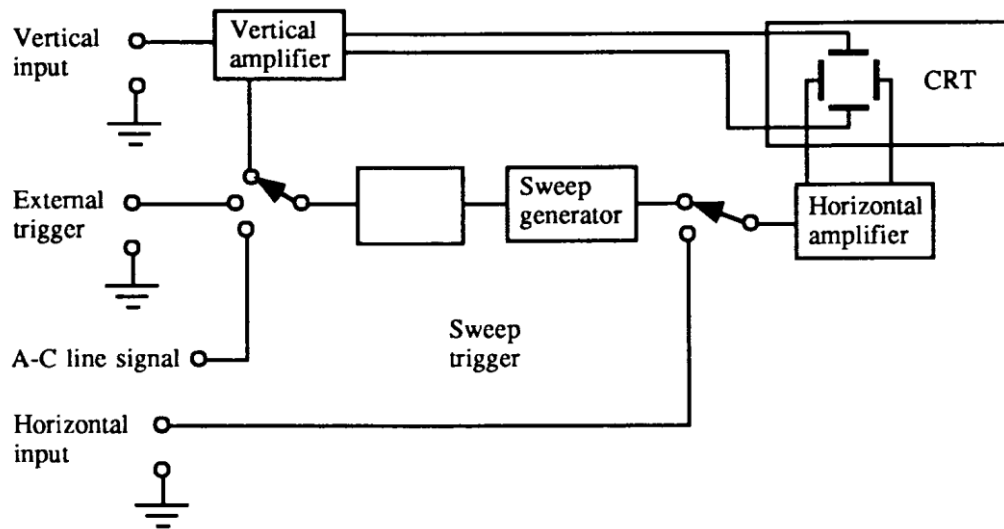 Vertical
input
Vertical
amplifier
CRT
External
trigger
Sweep
generator
Horizontal
amplifier
Sweep
trigger
A-C line signal
Horizontal
input